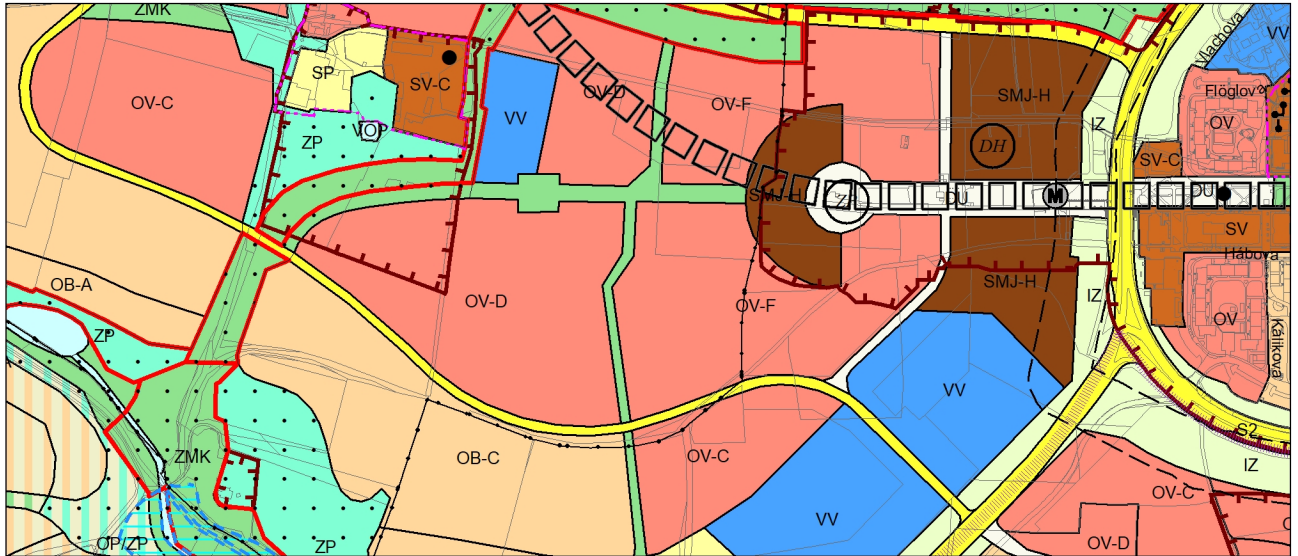 ZMK
Vlachova
VV
SP
SV-C
OV-C
OV-D
OV-F
SMJ-H
Flöglova
VV
VOP
IZ
OV
ZP
DH
SV-C
SMJ-H
DU
M
DU
SV
Hábova
OB-A
OV-D
OV-F
SMJ-H
IZ
OV
ZP
Kálikova
VV
S2
ZMK
OB-C
OV-C
IZ
OV-C
VV
OP/ZP
ZP
OV-D